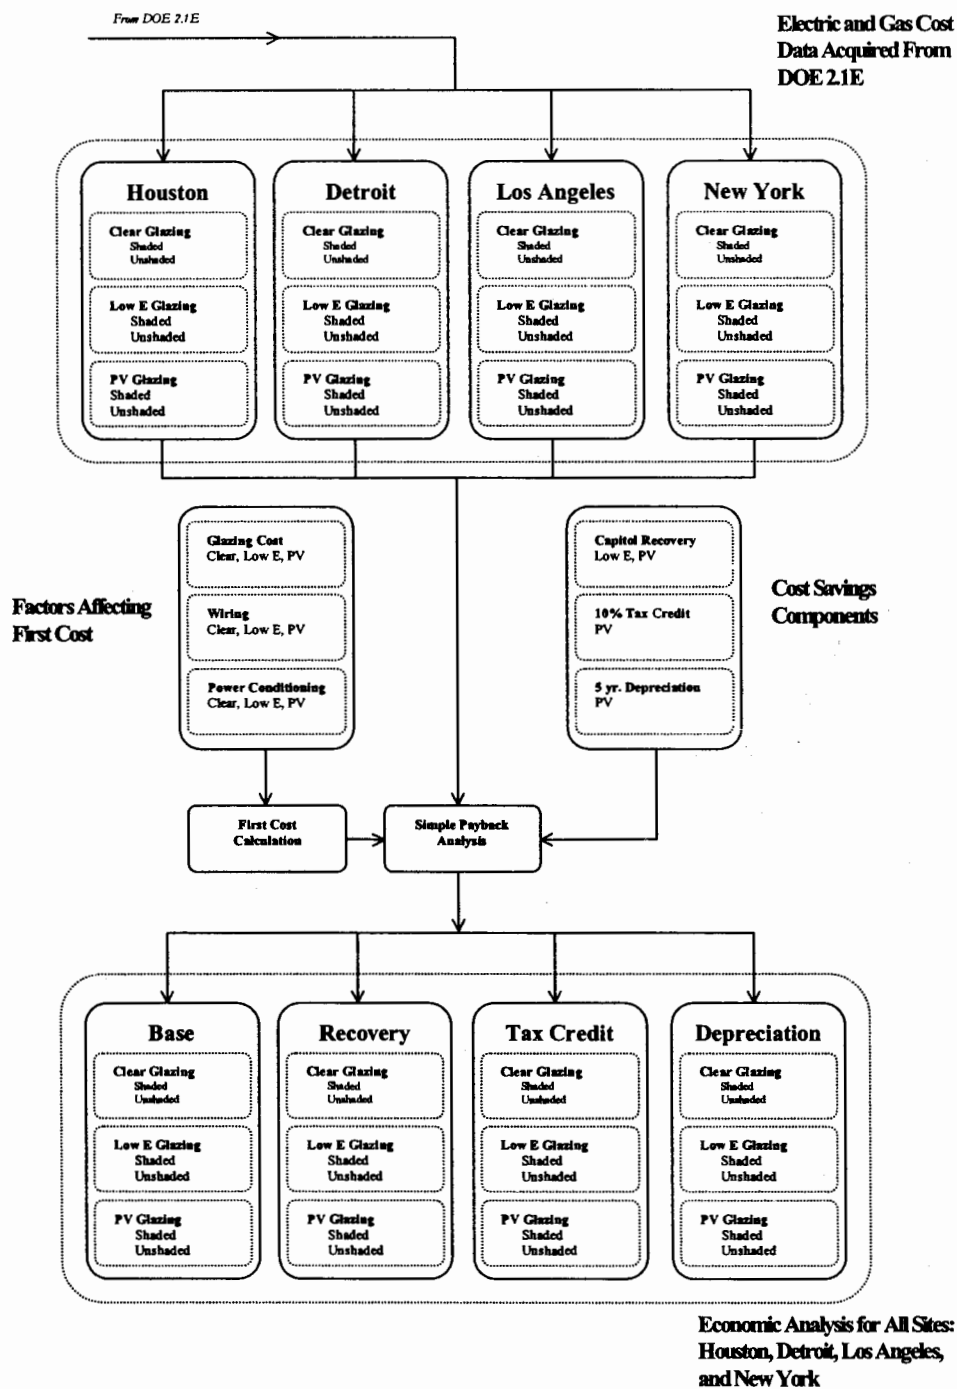 From DOE 2.1E
Electric and Gas Cost
Data Acquired From
DOE 2.1E
Houston
Clear Glazing
Shaded
Unshaded
Low E Glazing
Shaded
Unshaded
PV Glazing
Shaded
Unshaded
Detroit
Clear Glazing
Shaded
Unshaded
Low E Glazing
Shaded
Unshaded
PV Glazing
Shaded
Unshaded
Los Angeles
Clear Glazing
Shaded
Unshaded
Low E Glazing
Shaded
Unshaded
PV Glazing
Shaded
Unshaded
New York
Clear Glazing
Shaded
Unshaded
Low E Glazing
Shaded
Unshaded
PV Glazing
Shaded
Unshaded
Factors Affecting
First Cost
Glazing Cost
Clear, Low E, PV
Wiring
Clear, Low E, PV
Power Conditioning
Clear, Low E, PV
Capitol Recovery
Low E, PV
10% Tax Credit
PV
5 yr. Depreciation
PV
Cost Savings
Components
First Cost
Calculation
Simple Payback
Analysis
Base
Clear Glazing
Shaded
Unshaded
Low E Glazing
Shaded
Unshaded
PV Glazing
Shaded
Unshaded
Recovery
Clear Glazing
Shaded
Unshaded
Low E Glazing
Shaded
Unshaded
PV Glazing
Shaded
Unshaded
Tax Credit
Clear Glazing
Shaded
Unshaded
Low E Glazing
Shaded
Unshaded
PV Glazing
Shaded
Unshaded
Depreciation
Clear Glazing
Shaded
Unshaded
Low E Glazing
Shaded
Unshaded
PV Glazing
Shaded
Unshaded
Economic Analysis for All Sites:
Houston, Detroit, Los Angeles,
and New York